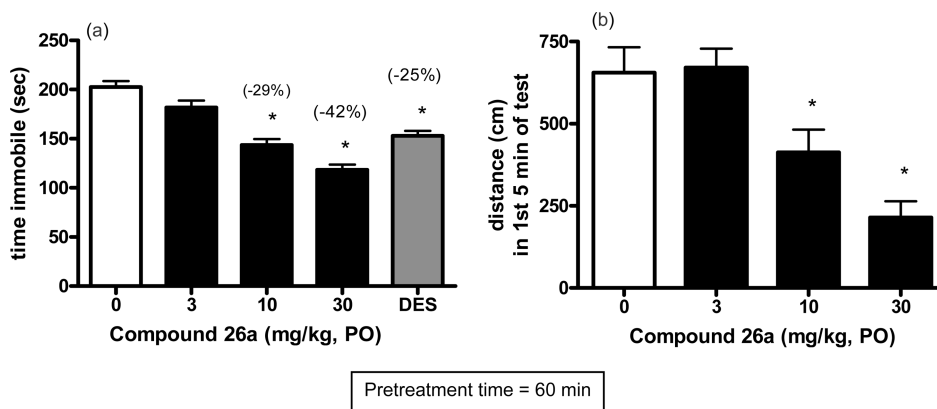 (a)
time immobile (sec)
250
200
150
100
50
0
(-29%)
*
(-42%)
*
(-25%)
*
0 3 10 30 DES
Compound 26a (mg/kg, PO)
(b)
distance (cm)
in 1st 5 min of test
750
500
250
0
*
*
0 3 10 30
Compound 26a (mg/kg, PO)
Pretreatment time = 60 min